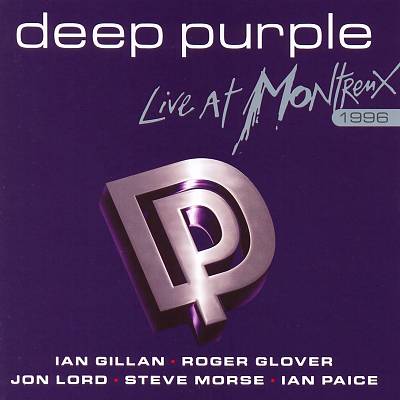 deep purple
Live At Montreux
1996
DP
IAN GILLAN · ROGER GLOVER
JON LORD · STEVE MORSE · IAN PAICE